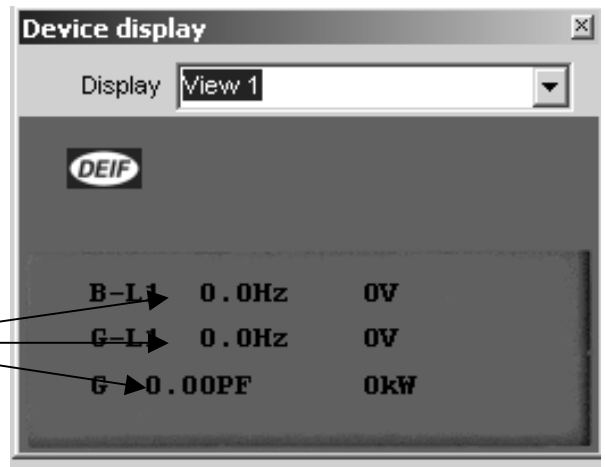 Device display
Display View 1
DEIF
B-L1 0.0Hz 0V
G-L1 0.0Hz 0V
G 0.00PF 0kW